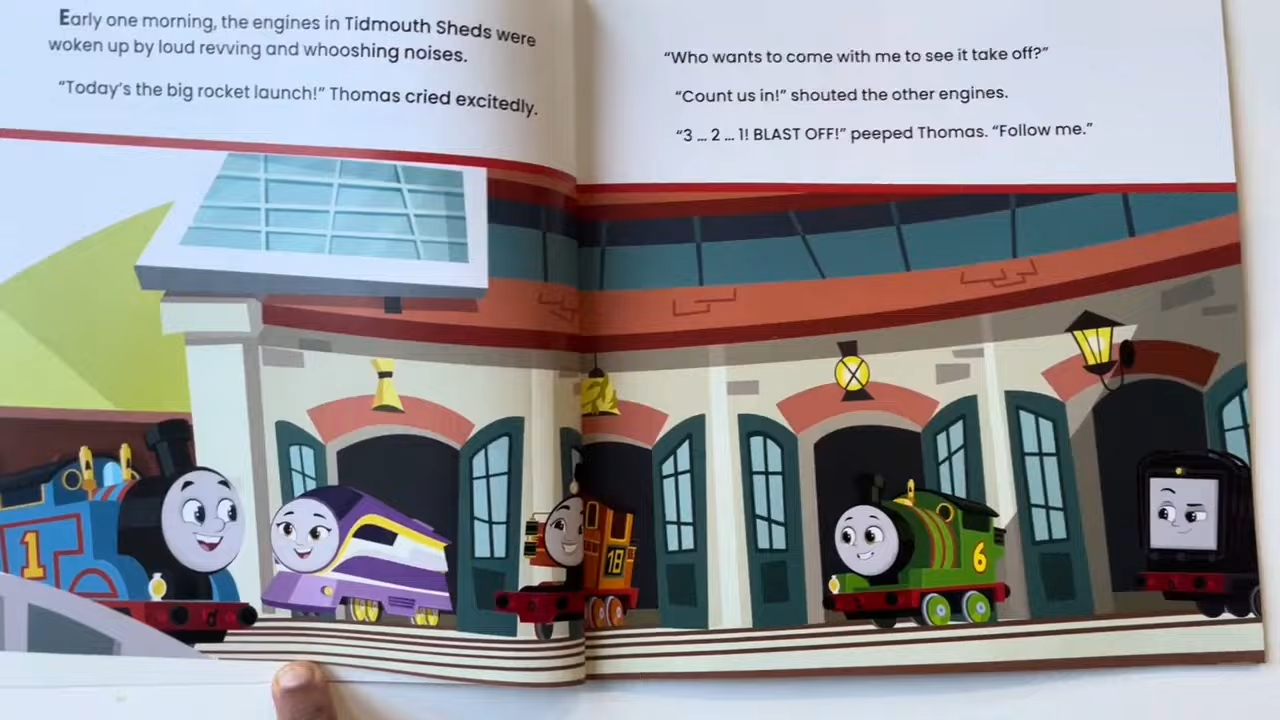 Early one morning, the engines in Tidmouth Sheds were
woken up by loud revving and whooshing noises.
“Today’s the big rocket launch!” Thomas cried excitedly.
“Who wants to come with me to see it take off?”
“Count us in!” shouted the other engines.
“3 ... 2 ... 1! BLAST OFF!” peeped Thomas. “Follow me.”
1
18
6